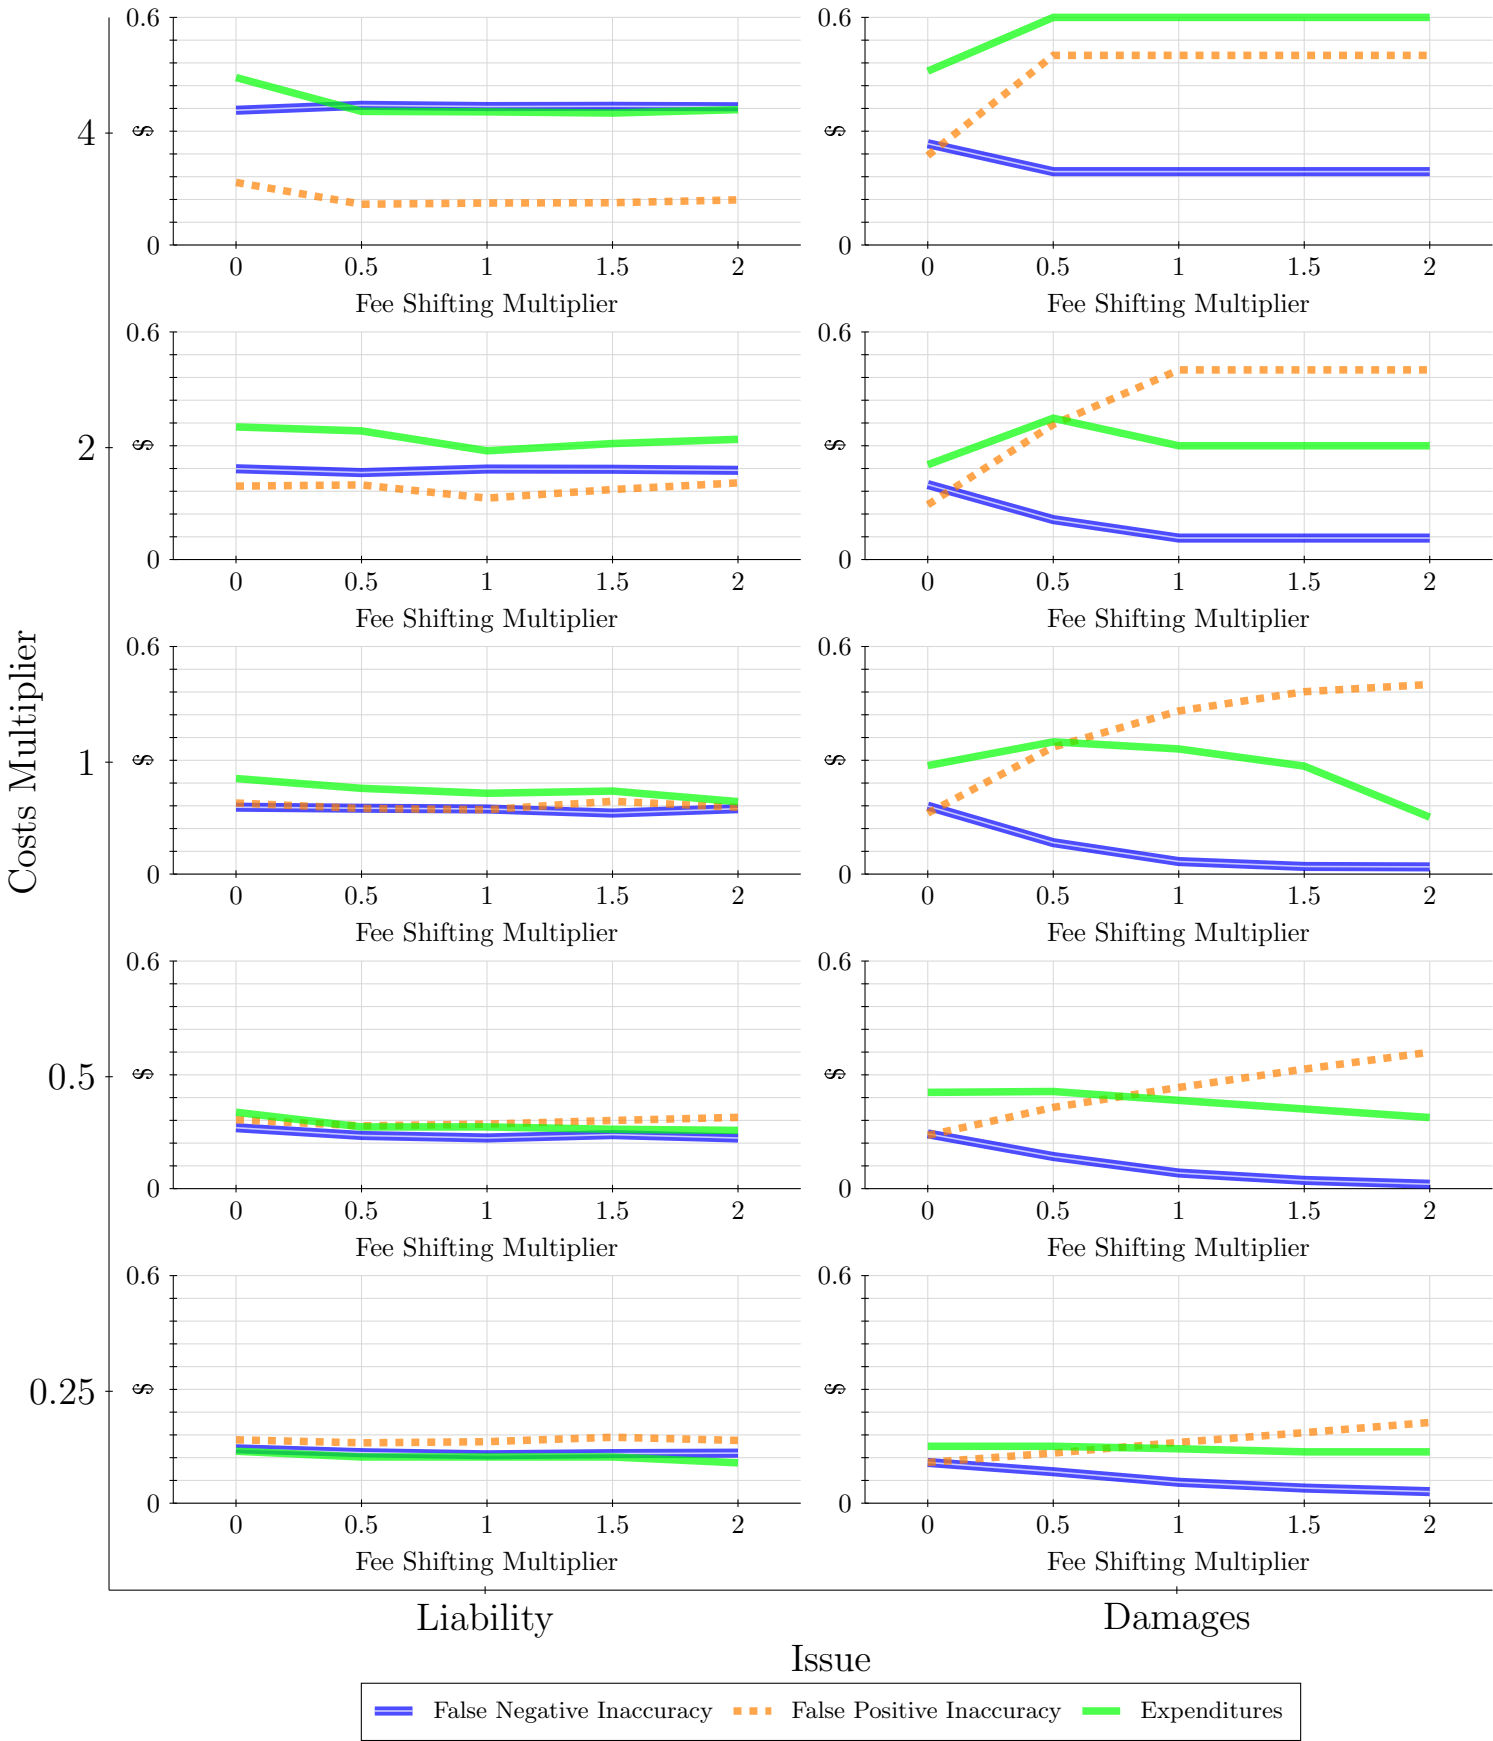 0.6 0.6
4 $ $
0 0
0 0.5 1 1.5 2 0 0.5 1 1.5 2
Fee Shifting Multiplier Fee Shifting Multiplier
0.6 0.6
2 $ $
0 0
0 0.5 1 1.5 2 0 0.5 1 1.5 2
Fee Shifting Multiplier Fee Shifting Multiplier
Costs Multiplier
0.6 0.6
1 $ $
0 0
0 0.5 1 1.5 2 0 0.5 1 1.5 2
Fee Shifting Multiplier Fee Shifting Multiplier
0.6 0.6
0.5 $ $
0 0
0 0.5 1 1.5 2 0 0.5 1 1.5 2
Fee Shifting Multiplier Fee Shifting Multiplier
0.6 0.6
0.25 $ $
0 0
0 0.5 1 1.5 2 0 0.5 1 1.5 2
Fee Shifting Multiplier Fee Shifting Multiplier
Liability Damages
Issue
False Negative Inaccuracy False Positive Inaccuracy Expenditures